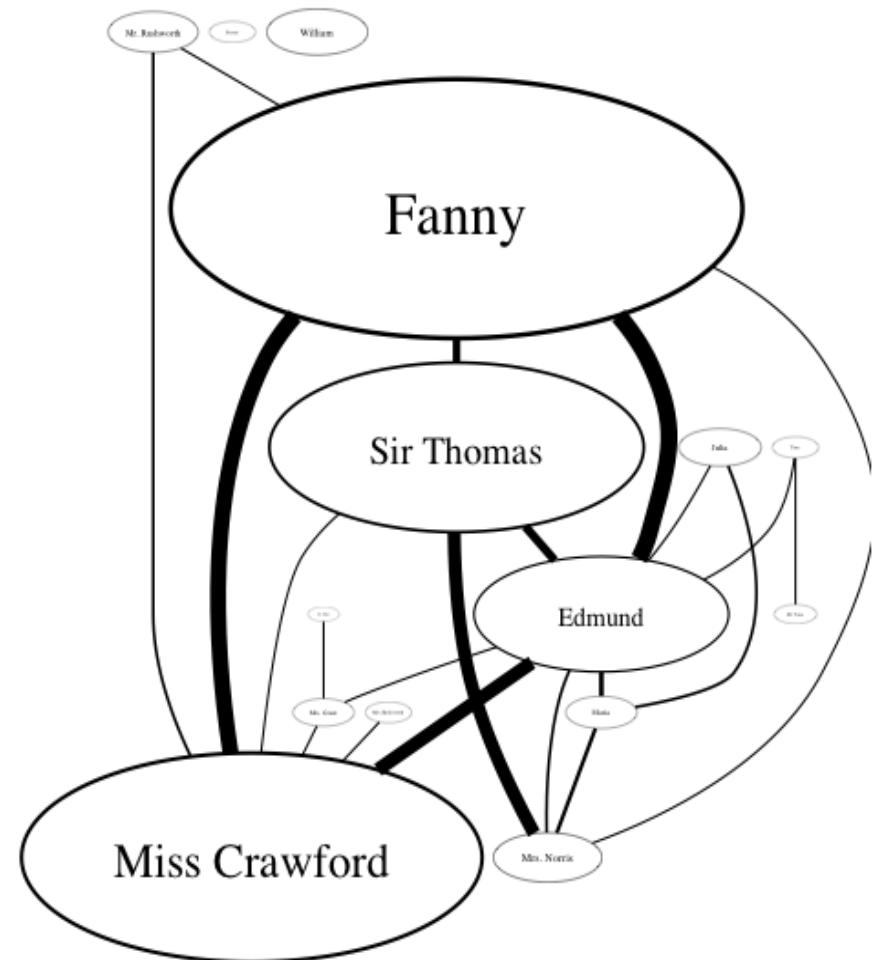 Mr. Rushworth
William
Fanny
Sir Thomas
Julia
Edmund
Mrs. Grant
Maria
Miss Crawford
Mrs. Norris